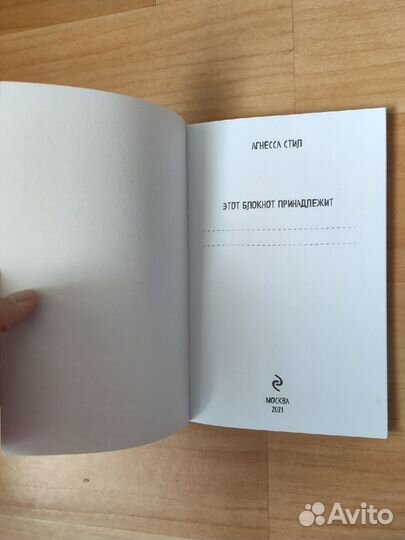 АГНЕССА СТИЛ
ЭТОТ БЛОКНОТ ПРИНАДЛЕЖИТ
МОСКВА
2021
Avito